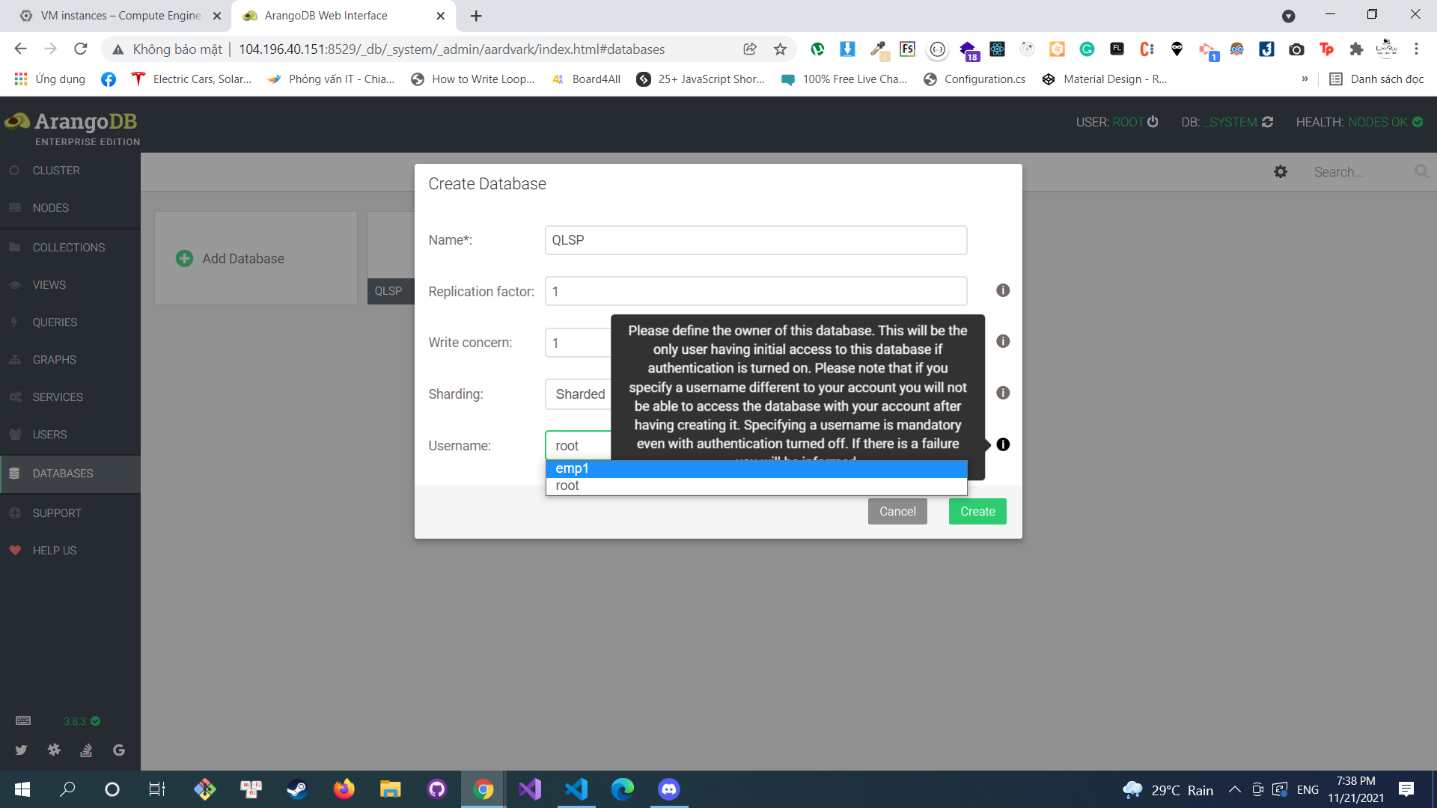 VM instances – Compute Engine
ArangoDB Web Interface
Không bảo mật | 104.196.40.151:8529/_db/_system/_admin/aardvark/index.html#databases
18
1
Ứng dụng
Electric Cars, Solar...
Phỏng vấn IT - Chia...
How to Write Loop...
Board4All
25+ JavaScript Shor...
100% Free Live Cha...
Configuration.cs
Material Design - R...
»
Danh sách đọc
ArangoDB
ENTERPRISE EDITION
USER: ROOT
DB: _SYSTEM
HEALTH: NODES OK
CLUSTER
NODES
COLLECTIONS
VIEWS
QUERIES
GRAPHS
SERVICES
USERS
DATABASES
SUPPORT
HELP US
3.8.3
Search...
Add Database
QLSP
Create Database
Name*:
QLSP
Replication factor:
1
Write concern:
1
Sharding:
Sharded
Username:
root
Please define the owner of this database. This will be the
only user having initial access to this database if
authentication is turned on. Please note that if you
specify a username different to your account you will not
be able to access the database with your account after
having creating it. Specifying a username is mandatory
even with authentication turned off. If there is a failure
you will be informed.
emp1
root
Cancel
Create
29°C Rain
ENG
7:38 PM
11/21/2021